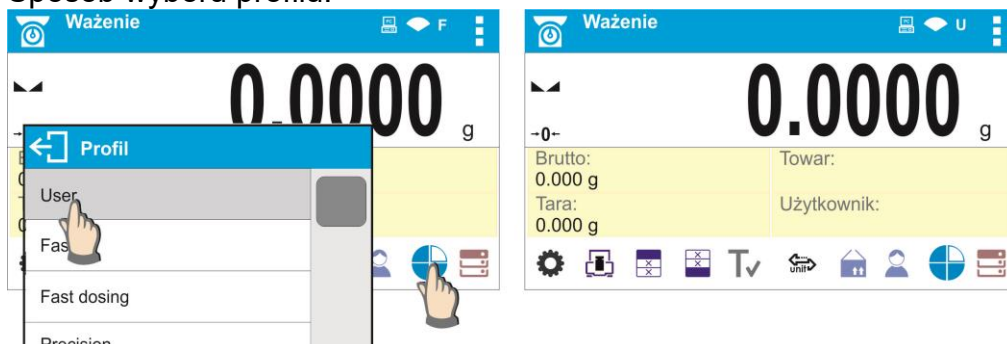 Sposób wyboru profilu:
Ważenie F
0.0000 g
Profil
User
Fast
Fast dosing
Precision
Ważenie U
0.0000 g
→0←
Brutto:
0.000 g
Towar:
Tara:
0.000 g
Użytkownik:
T
unit